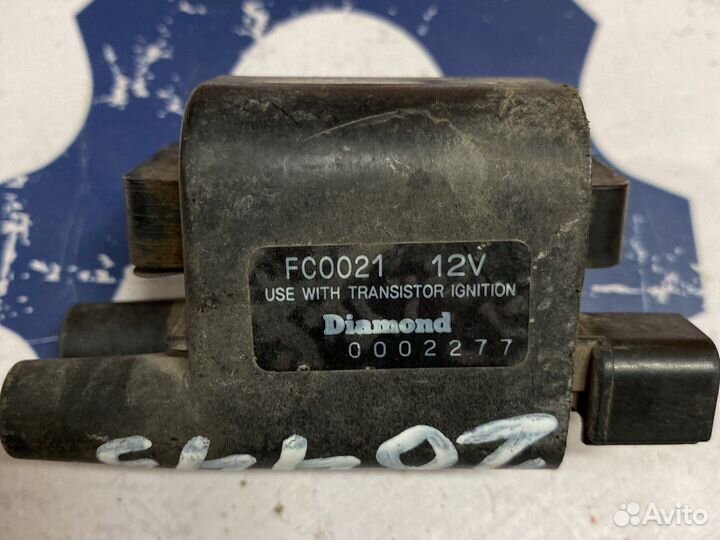 FC0021 12V
USE WITH TRANSISTOR IGNITION
Diamond
0002277
Avito